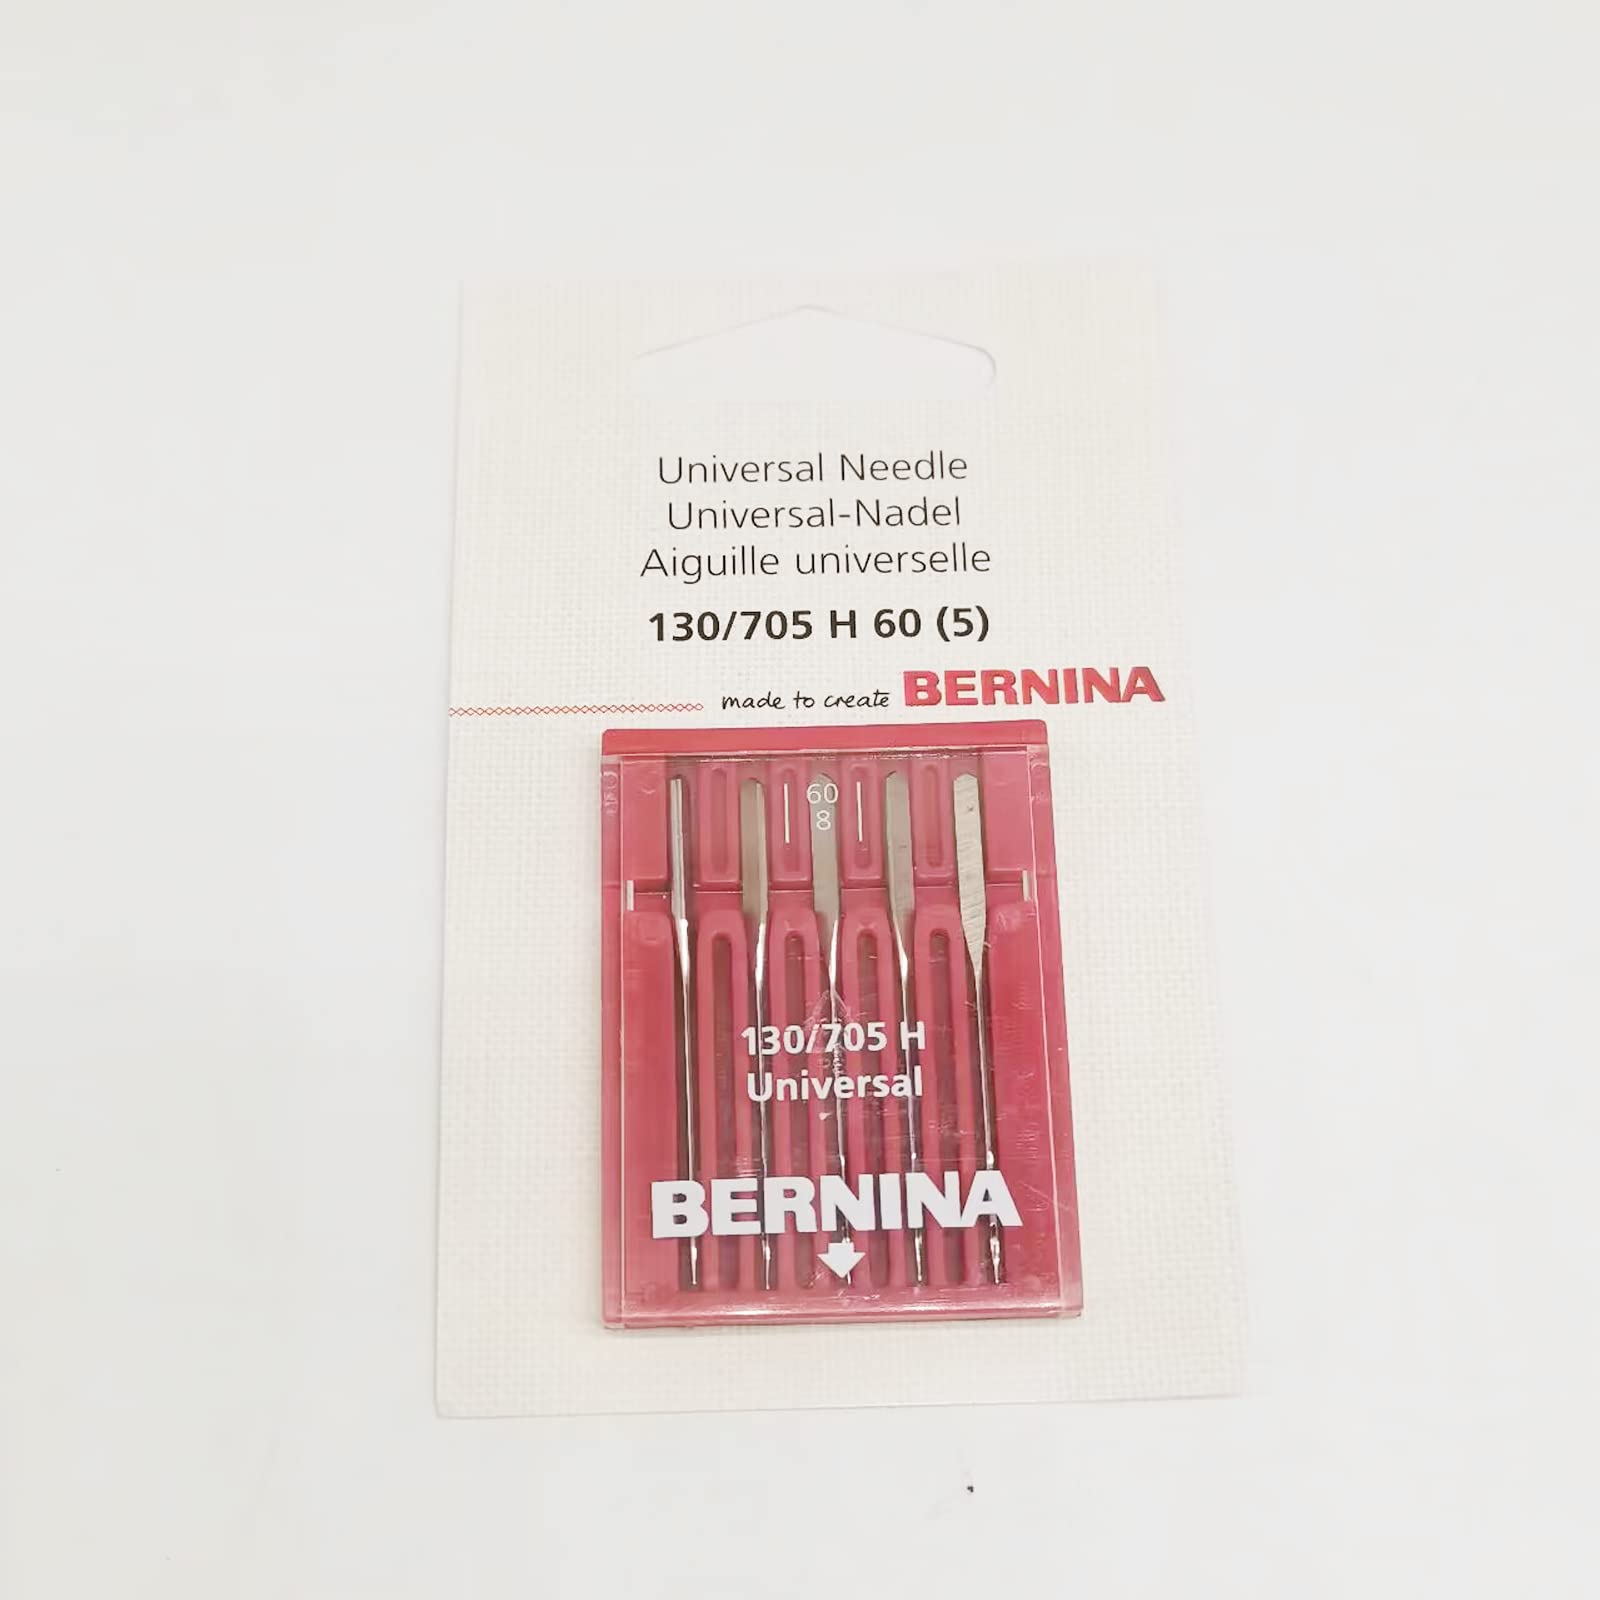 Universal Needle
Universal-Nadel
Aiguille universelle
130/705 H 60 (5)
made to create BERNINA
60
8
130/705 H
Universal
BERNINA